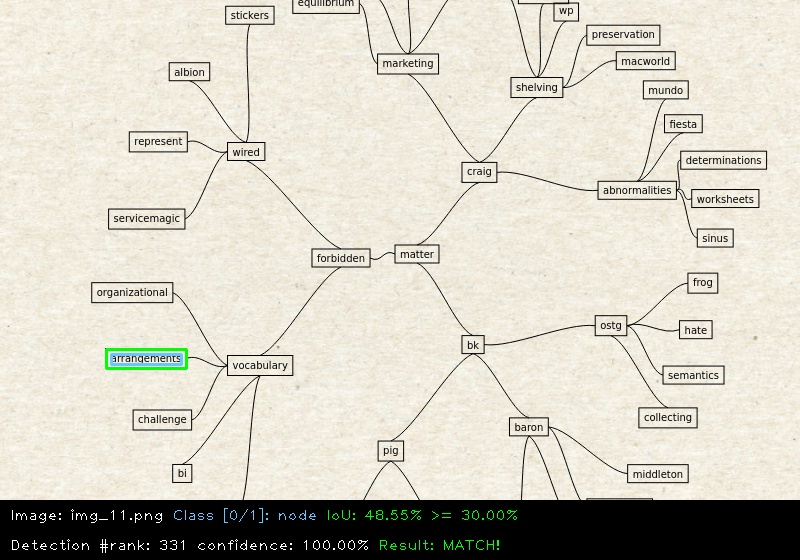 equilibrium
stickers
wp
preservation
marketing
macworld
albion
shelving
mundo
fiesta
represent
wired
determinations
craig
abnormalities
worksheets
servicemagic
sinus
forbidden
matter
organizational
frog
ostg
hate
bk
arrangements
vocabulary
semantics
challenge
collecting
baron
pig
bi
middleton
Image: img_11.png Class [0/1]: node IoU: 48.55% >= 30.00%
Detection #rank: 331 confidence: 100.00% Result: MATCH!